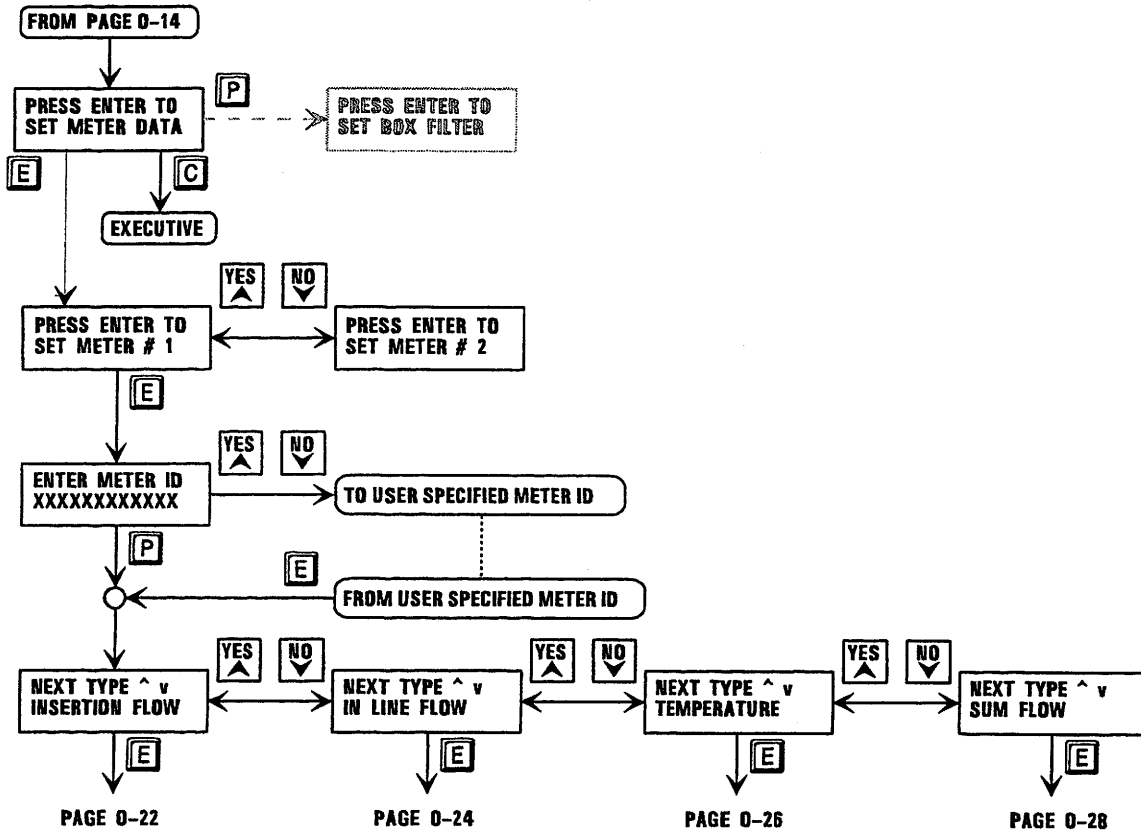 FROM PAGE 0-14
P
PRESS ENTER TO
SET METER DATA
PRESS ENTER TO
SET BOX FILTER
E
C
EXECUTIVE
YES
NO
PRESS ENTER TO
SET METER # 1
PRESS ENTER TO
SET METER # 2
E
YES
NO
ENTER METER ID
XXXXXXXXXXXX
TO USER SPECIFIED METER ID
P
E
FROM USER SPECIFIED METER ID
YES
NO
YES
NO
YES
NO
NEXT TYPE ^ v
INSERTION FLOW
NEXT TYPE ^ v
IN LINE FLOW
NEXT TYPE ^ v
TEMPERATURE
NEXT TYPE ^ v
SUM FLOW
E
E
E
E
PAGE 0-22
PAGE 0-24
PAGE 0-26
PAGE 0-28